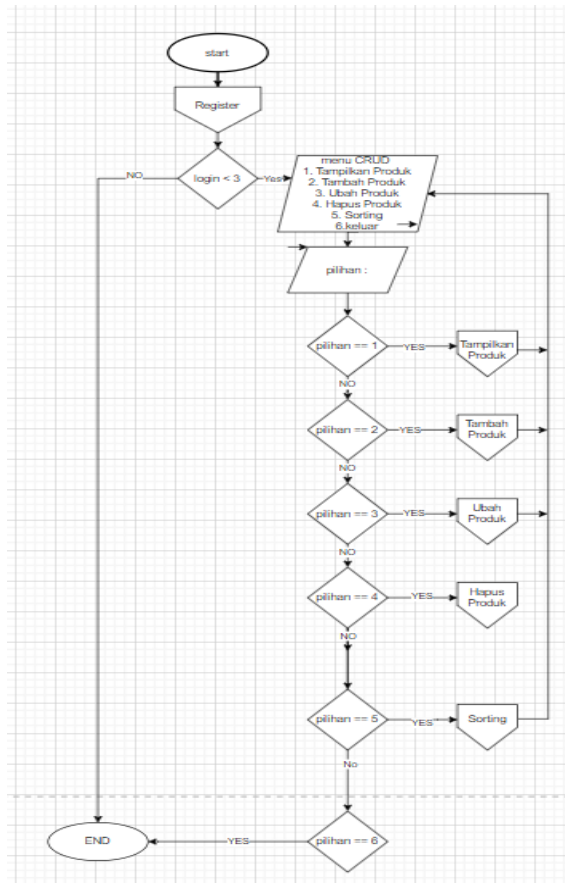 start
Register
login < 3
NO
Yes
menu CRUD
1. Tampilkan Produk
2. Tambah Produk
3. Ubah Produk
4. Hapus Produk
5. Sorting
6.keluar
pilihan :
pilihan == 1
YES
Tampilkan
Produk
NO
pilihan == 2
YES
Tambah
Produk
NO
pilihan == 3
YES
Ubah
Produk
NO
pilihan == 4
YES
Hapus
Produk
NO
pilihan == 5
YES
Sorting
No
pilihan == 6
YES
END